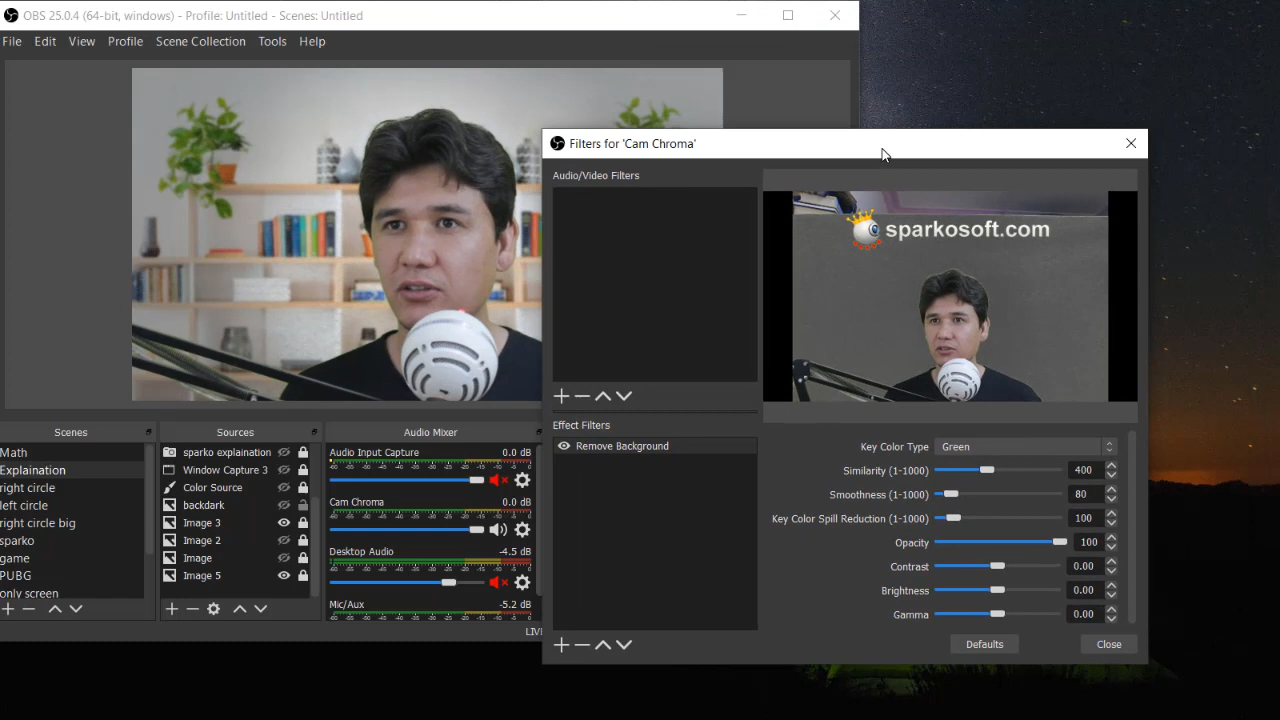 OBS 25.0.4 (64-bit, windows) - Profile: Untitled - Scenes: Untitled
File Edit View Profile Scene Collection Tools Help
Filters for 'Cam Chroma'
Audio/Video Filters
sparkosoft.com
Effect Filters
Remove Background
Key Color Type Green
Similarity (1-1000) 400
Smoothness (1-1000) 80
Key Color Spill Reduction (1-1000) 100
Opacity 100
Contrast 0.00
Brightness 0.00
Gamma 0.00
Defaults Close
Scenes
Math
Explaination
right circle
left circle
right circle big
sparko
game
PUBG
only screen
Sources
sparko explaination
Window Capture 3
Color Source
backdark
Image 3
Image 2
Image
Image 5
Audio Mixer
Audio Input Capture 0.0 dB
Cam Chroma 0.0 dB
Desktop Audio -4.5 dB
Mic/Aux -5.2 dB
LIVE